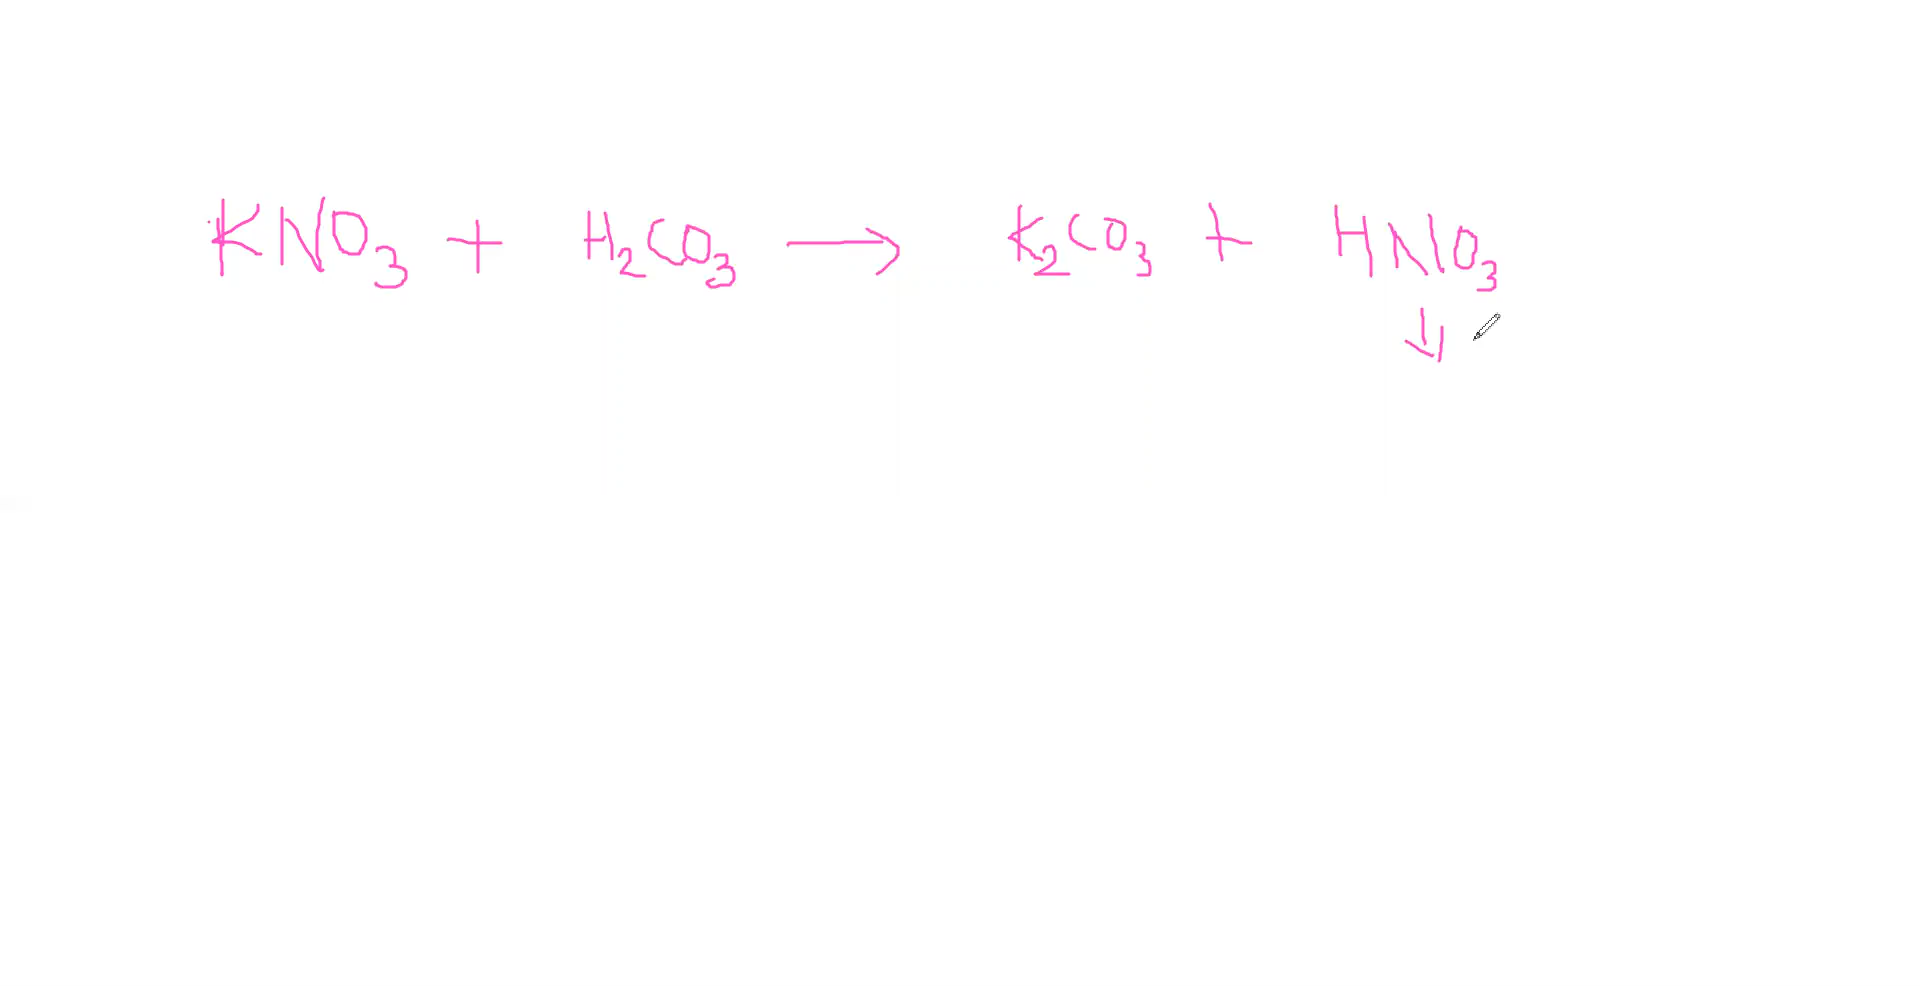 KNO₃ + H₂CO₃ → K₂CO₃ + HNO₃
↓